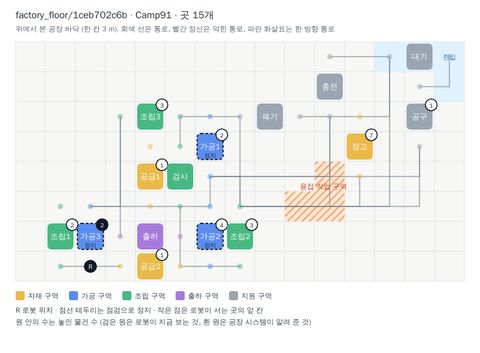 factory_floor/1ceb702c6b · Camp91 · 곳 15개
위에서 본 공장 바닥 (한 칸 3 m). 회색 선은 통로, 빨간 점선은 막힌 통로, 파란 화살표는 한 방향 통로
대기
진입
충전
조립3 3
폐기
공구 1
가공1 2
정지
창고 7
공급1 1
검사
용접 작업 구역
조립1 2
가공3 2
정지
출하
가공2 4
정지
조립2 3
R
공급2 1
자재 구역 가공 구역 조립 구역 출하 구역 지원 구역
R 로봇 위치 · 점선 테두리는 점검으로 정지 · 작은 점은 로봇이 서는 곳의 앞 칸
원 안의 수는 놓인 물건 수 (검은 원은 로봇이 지금 보는 것, 흰 원은 공장 시스템이 알려 준 것)